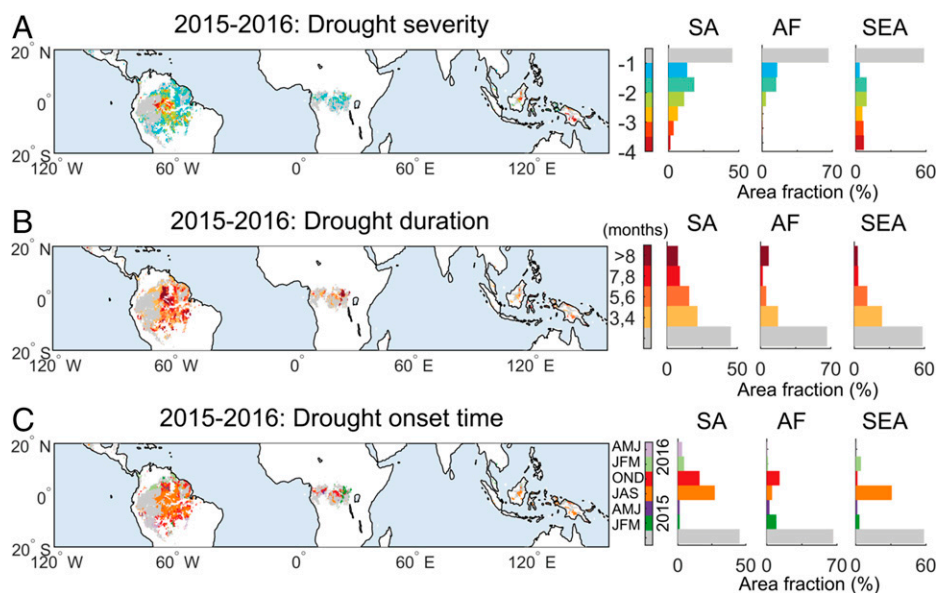 A 2015-2016: Drought severity SA AF SEA
20° N
0°
20° S
120° W 60° W 0° 60° E 120° E
-1
-2
-3
-4
0 50 0 70 0 60
Area fraction (%)
B 2015-2016: Drought duration (months) SA AF SEA
20° N
0°
20° S
120° W 60° W 0° 60° E 120° E
>8
7,8
5,6
3,4
0 50 0 70 0 60
Area fraction (%)
C 2015-2016: Drought onset time SA AF SEA
20° N
0°
20° S
120° W 60° W 0° 60° E 120° E
AMJ
JFM
2016
OND
JAS
AMJ
JFM
2015
0 50 0 70 0 60
Area fraction (%)